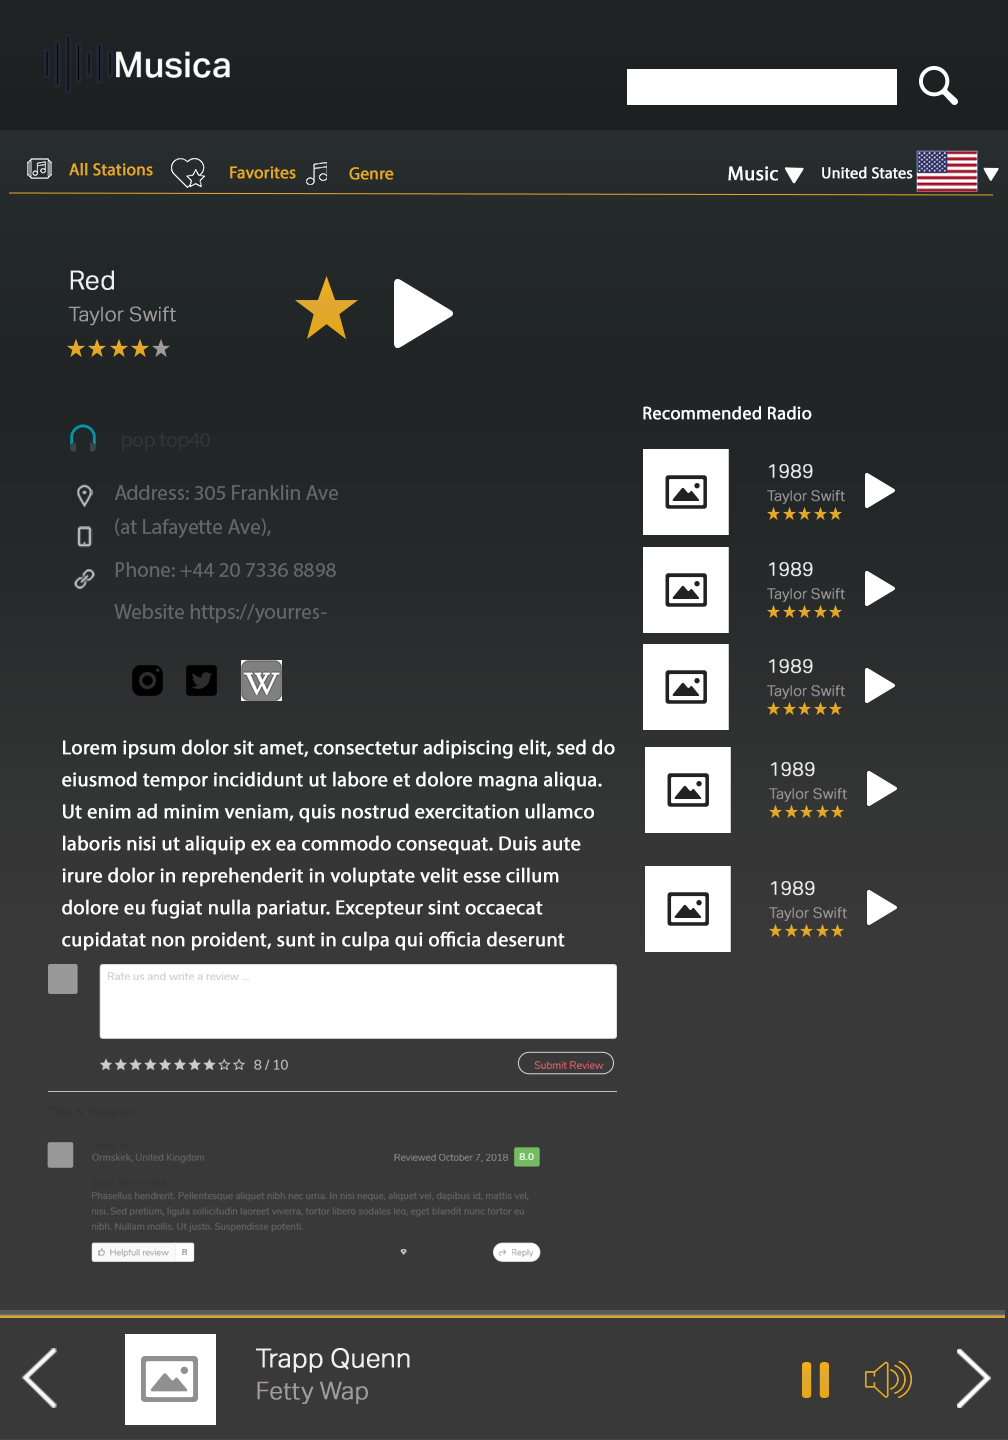 Musica
All Stations
Favorites
Genre
Music
United States
Red
Taylor Swift
pop top40
Address: 305 Franklin Ave
(at Lafayette Ave),
Phone: +44 20 7336 8898
Website https://yourres-
W
Lorem ipsum dolor sit amet, consectetur adipiscing elit, sed do
eiusmod tempor incididunt ut labore et dolore magna aliqua.
Ut enim ad minim veniam, quis nostrud exercitation ullamco
laboris nisi ut aliquip ex ea commodo consequat. Duis aute
irure dolor in reprehenderit in voluptate velit esse cillum
dolore eu fugiat nulla pariatur. Excepteur sint occaecat
cupidatat non proident, sunt in culpa qui officia deserunt
Rate us and write a review ...
8 / 10
Submit Review
Tips & Reviews
Ormskirk, United Kingdom
Reviewed October 7, 2018
8.0
Phasellus hendrerit. Pellentesque aliquet nibh nec urna. In nisi neque, aliquet vel, dapibus id, mattis vel,
nisi. Sed pretium, ligula sollicitudin laoreet viverra, tortor libero sodales leo, eget blandit nunc tortor eu
nibh. Nullam mollis. Ut justo. Suspendisse potenti.
Helpfull review 8
Reply
Recommended Radio
1989
Taylor Swift
1989
Taylor Swift
1989
Taylor Swift
1989
Taylor Swift
1989
Taylor Swift
Trapp Quenn
Fetty Wap